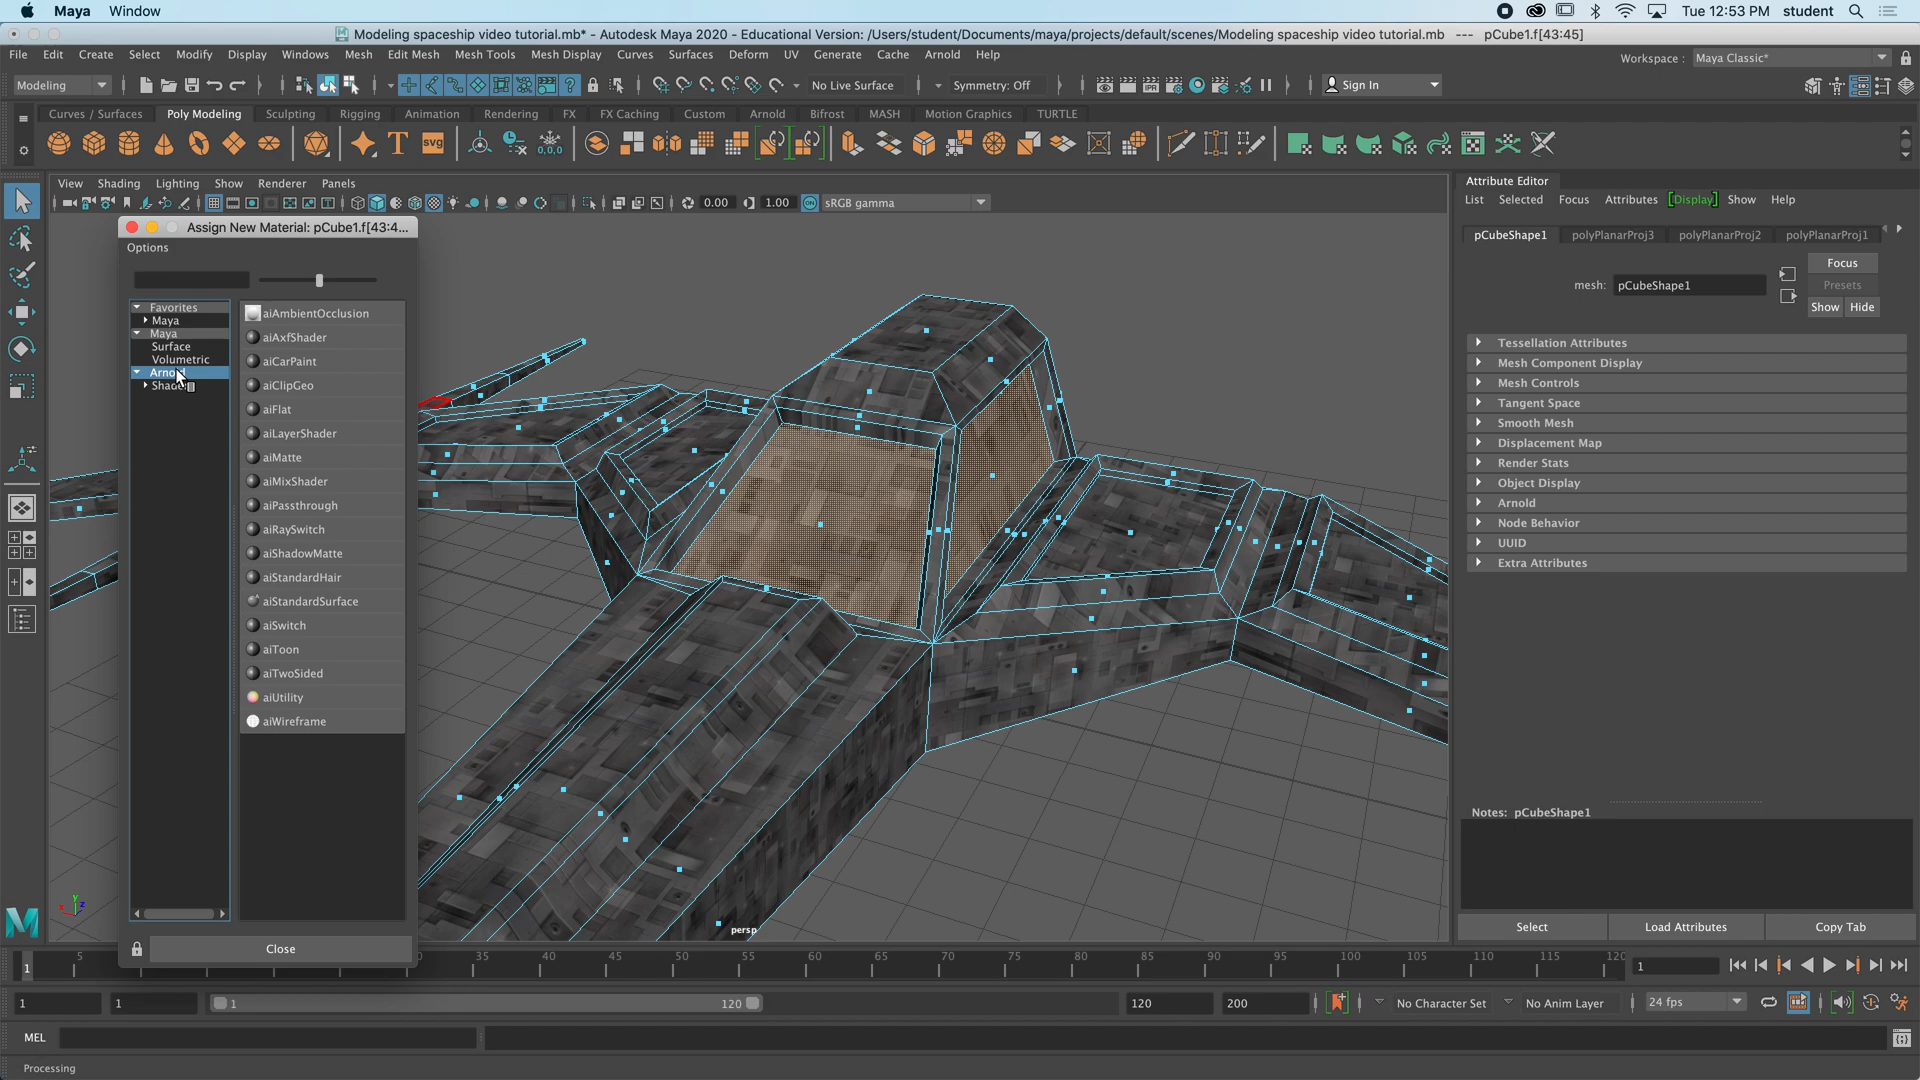 Maya Window Tue 12:53 PM student
Modeling spaceship video tutorial.mb* - Autodesk Maya 2020 - Educational Version: /Users/student/Documents/maya/projects/default/scenes/Modeling spaceship video tutorial.mb --- pCube1.f[43:45]
File Edit Create Select Modify Display Windows Mesh Edit Mesh Mesh Tools Mesh Display Curves Surfaces Deform UV Generate Cache Arnold Help Workspace : Maya Classic*
Modeling No Live Surface Symmetry: Off Sign In
Curves / Surfaces Poly Modeling Sculpting Rigging Animation Rendering FX FX Caching Custom Arnold Bifrost MASH Motion Graphics TURTLE
View Shading Lighting Show Renderer Panels
0.00 1.00 sRGB gamma
Assign New Material: pCube1.f[43:4...
Options
Favorites
Maya
Maya
Surface
Volumetric
Arnold
aiAmbientOcclusion
aiAxfShader
aiCarPaint
aiClipGeo
aiFlat
aiLayerShader
aiMatte
aiMixShader
aiPassthrough
aiRaySwitch
aiShadowMatte
aiStandardHair
aiStandardSurface
aiSwitch
aiToon
aiTwoSided
aiUtility
aiWireframe
Close
persp
Attribute Editor
List Selected Focus Attributes Display Show Help
pCubeShape1 polyPlanarProj3 polyPlanarProj2 polyPlanarProj1
Focus
mesh: pCubeShape1
Presets
Show Hide
Tessellation Attributes
Mesh Component Display
Mesh Controls
Tangent Space
Smooth Mesh
Displacement Map
Render Stats
Object Display
Arnold
Node Behavior
UUID
Extra Attributes
Notes: pCubeShape1
Select Load Attributes Copy Tab
1 5 35 40 45 50 55 60 65 70 75 80 85 90 95 100 105 110 115 1
1 1 1 120 120 200 No Character Set No Anim Layer 24 fps
MEL
Processing